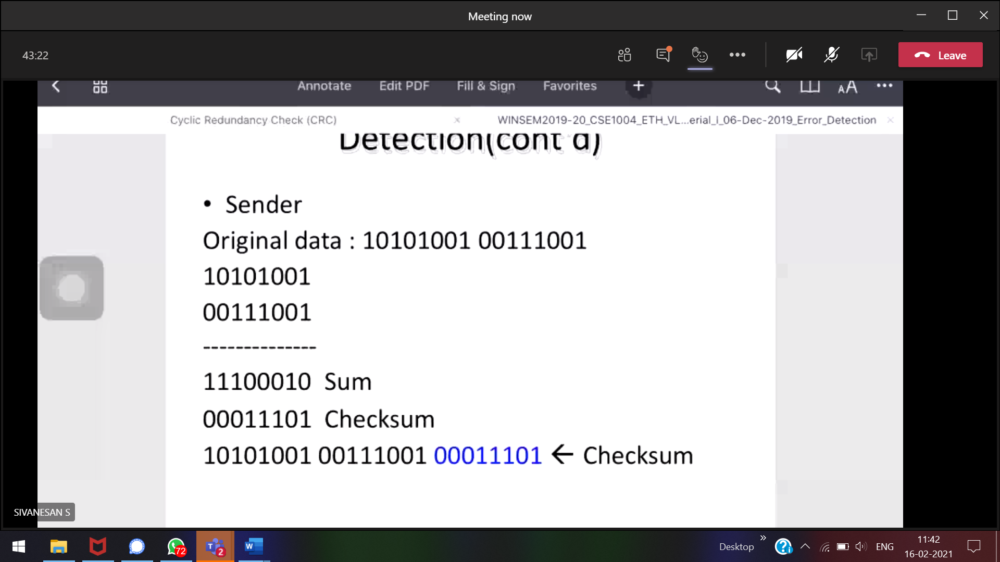 Meeting now
43:22
Leave
Annotate Edit PDF Fill & Sign Favorites
AA
Cyclic Redundancy Check (CRC)
WINSEM2019-20_CSE1004_ETH_VL...erial_I_06-Dec-2019_Error_Detection
Detection(cont'd)
• Sender
Original data : 10101001 00111001
10101001
00111001
--------------
11100010 Sum
00011101 Checksum
10101001 00111001 00011101 ← Checksum
SIVANESAN S
72
T 2
W
Desktop
ENG
11:42
16-02-2021